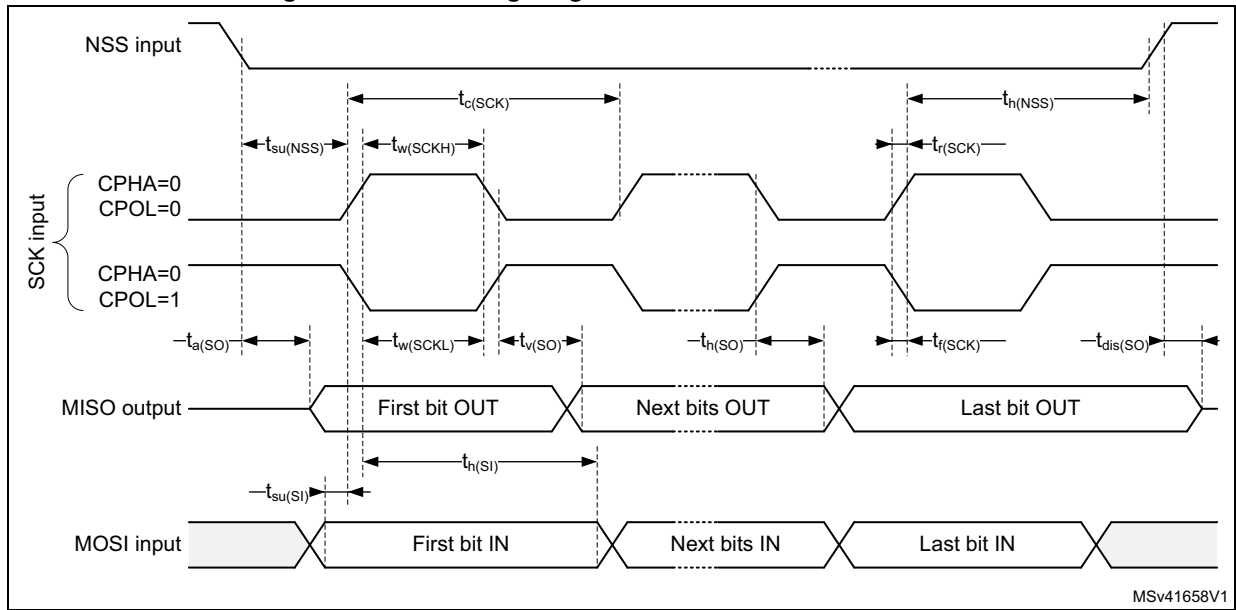 NSS input
tc(SCK)
th(NSS)
tsu(NSS)
tw(SCKH)
tr(SCK)
SCK input
CPHA=0
CPOL=0
CPHA=0
CPOL=1
ta(SO)
tw(SCKL)
tv(SO)
th(SO)
tf(SCK)
tdis(SO)
MISO output
First bit OUT
Next bits OUT
Last bit OUT
th(SI)
tsu(SI)
MOSI input
First bit IN
Next bits IN
Last bit IN
MSv41658V1